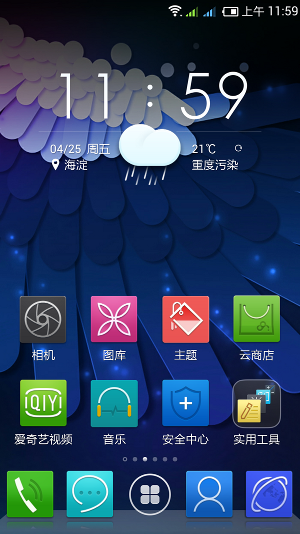 上午 11:59
11:59
04/25 周五 21℃
海淀 重度污染
相机 图库 主题 云商店
QIY
爱奇艺视频 音乐 安全中心 实用工具